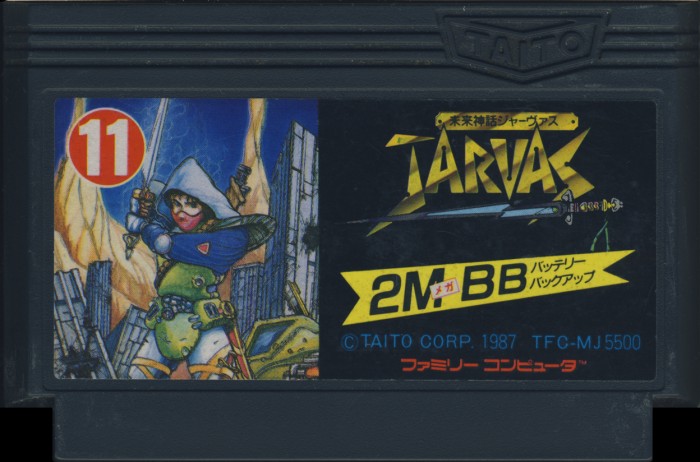 TAITO
11
未来神話ジャーヴァス
JARVAS
2M メガ BB バッテリーバックアップ
©TAITO CORP. 1987 TFC-MJ5500
ファミリーコンピュータ™